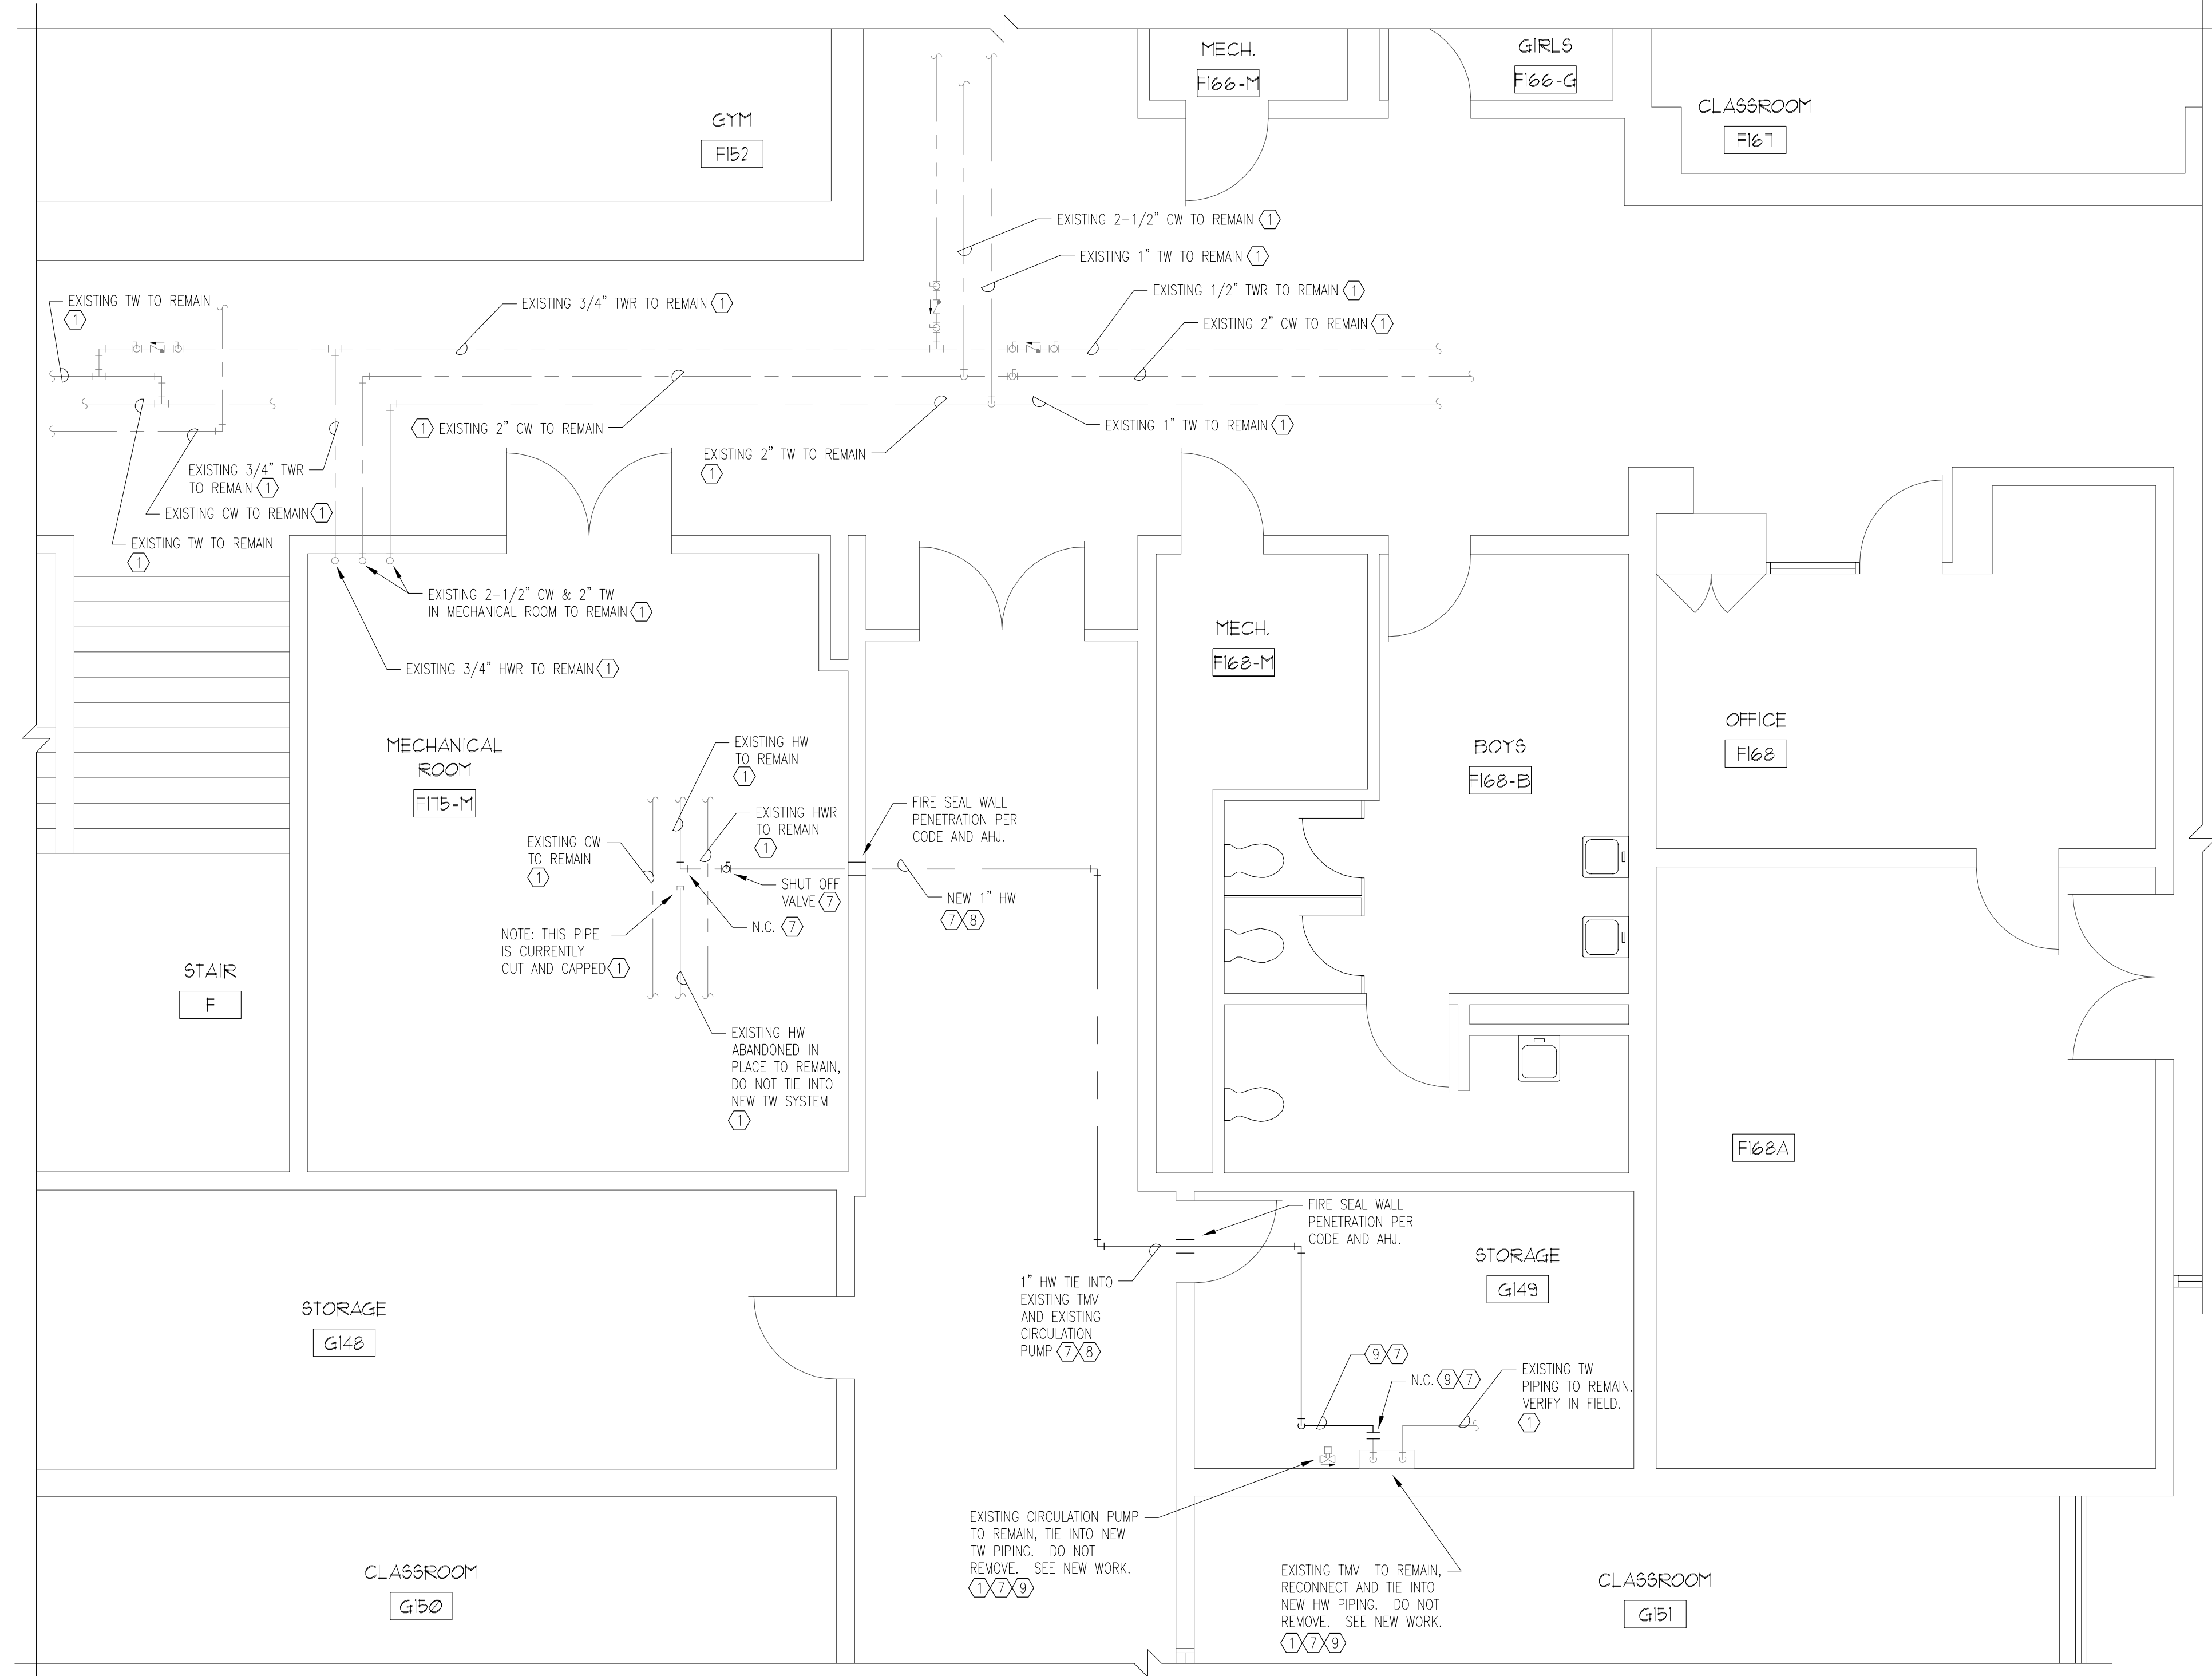 MECH.
F166-M
GIRLS
F166-G
CLASSROOM
F167
GYM
F152
EXISTING 2-1/2" CW TO REMAIN 1
EXISTING 1" TW TO REMAIN 1
EXISTING TW TO REMAIN
1
EXISTING 3/4" TWR TO REMAIN 1
EXISTING 1/2" TWR TO REMAIN 1
EXISTING 2" CW TO REMAIN 1
1 EXISTING 2" CW TO REMAIN
EXISTING 1" TW TO REMAIN 1
EXISTING 2" TW TO REMAIN
1
EXISTING 3/4" TWR
TO REMAIN 1
EXISTING CW TO REMAIN 1
EXISTING TW TO REMAIN
1
EXISTING 2-1/2" CW & 2" TW
IN MECHANICAL ROOM TO REMAIN 1
EXISTING 3/4" HWR TO REMAIN 1
MECH.
F168-M
OFFICE
F168
BOYS
F168-B
MECHANICAL
ROOM
F175-M
EXISTING HW
TO REMAIN
1
EXISTING HWR
TO REMAIN
1
EXISTING CW
TO REMAIN
1
FIRE SEAL WALL
PENETRATION PER
CODE AND AHJ.
SHUT OFF
VALVE 7
NEW 1" HW
7 8
N.C. 7
NOTE: THIS PIPE
IS CURRENTLY
CUT AND CAPPED 1
STAIR
F
EXISTING HW
ABANDONED IN
PLACE TO REMAIN,
DO NOT TIE INTO
NEW TW SYSTEM
1
F168A
FIRE SEAL WALL
PENETRATION PER
CODE AND AHJ.
STORAGE
G149
1" HW TIE INTO
EXISTING TMV
AND EXISTING
CIRCULATION
PUMP 7 8
STORAGE
G148
9 7
N.C. 9 7
EXISTING TW
PIPING TO REMAIN.
VERIFY IN FIELD.
1
EXISTING CIRCULATION PUMP
TO REMAIN, TIE INTO NEW
TW PIPING. DO NOT
REMOVE. SEE NEW WORK.
1 7 9
EXISTING TMV TO REMAIN,
RECONNECT AND TIE INTO
NEW HW PIPING. DO NOT
REMOVE. SEE NEW WORK.
1 7 9
CLASSROOM
G150
CLASSROOM
G151